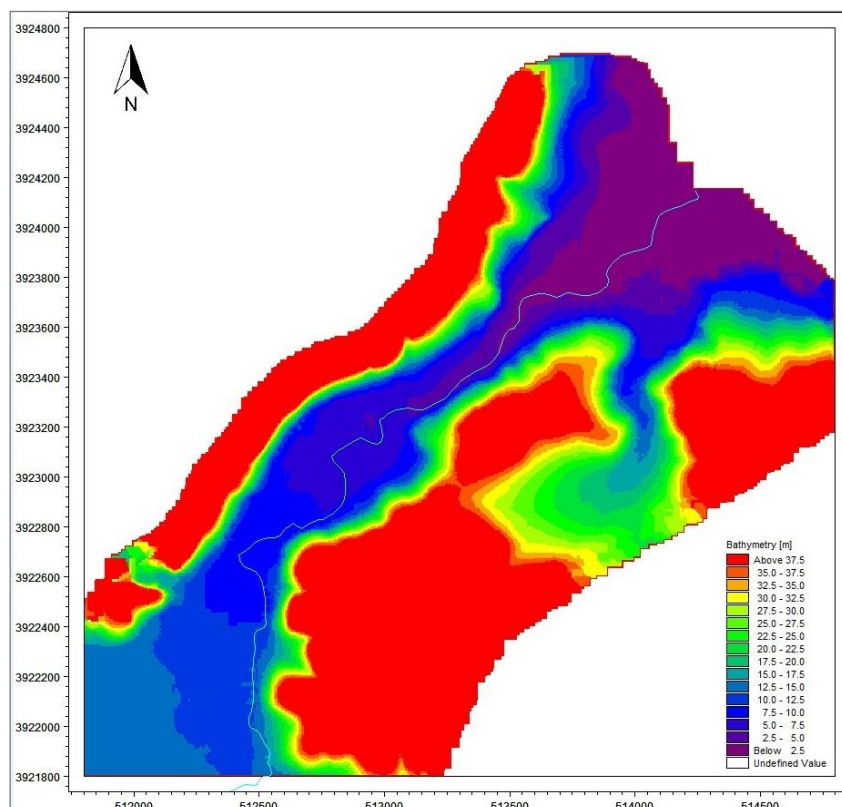 3924800
3924600
3924400
3924200
3924000
3923800
3923600
3923400
3923200
3923000
3922800
3922600
3922400
3922200
3922000
3921800
N
Bathymetry [m]
Above 37.5
35.0 - 37.5
32.5 - 35.0
30.0 - 32.5
27.5 - 30.0
25.0 - 27.5
22.5 - 25.0
20.0 - 22.5
17.5 - 20.0
15.0 - 17.5
12.5 - 15.0
10.0 - 12.5
7.5 - 10.0
5.0 - 7.5
2.5 - 5.0
Below 2.5
Undefined Value
512000 512500 513000 513500 514000 514500